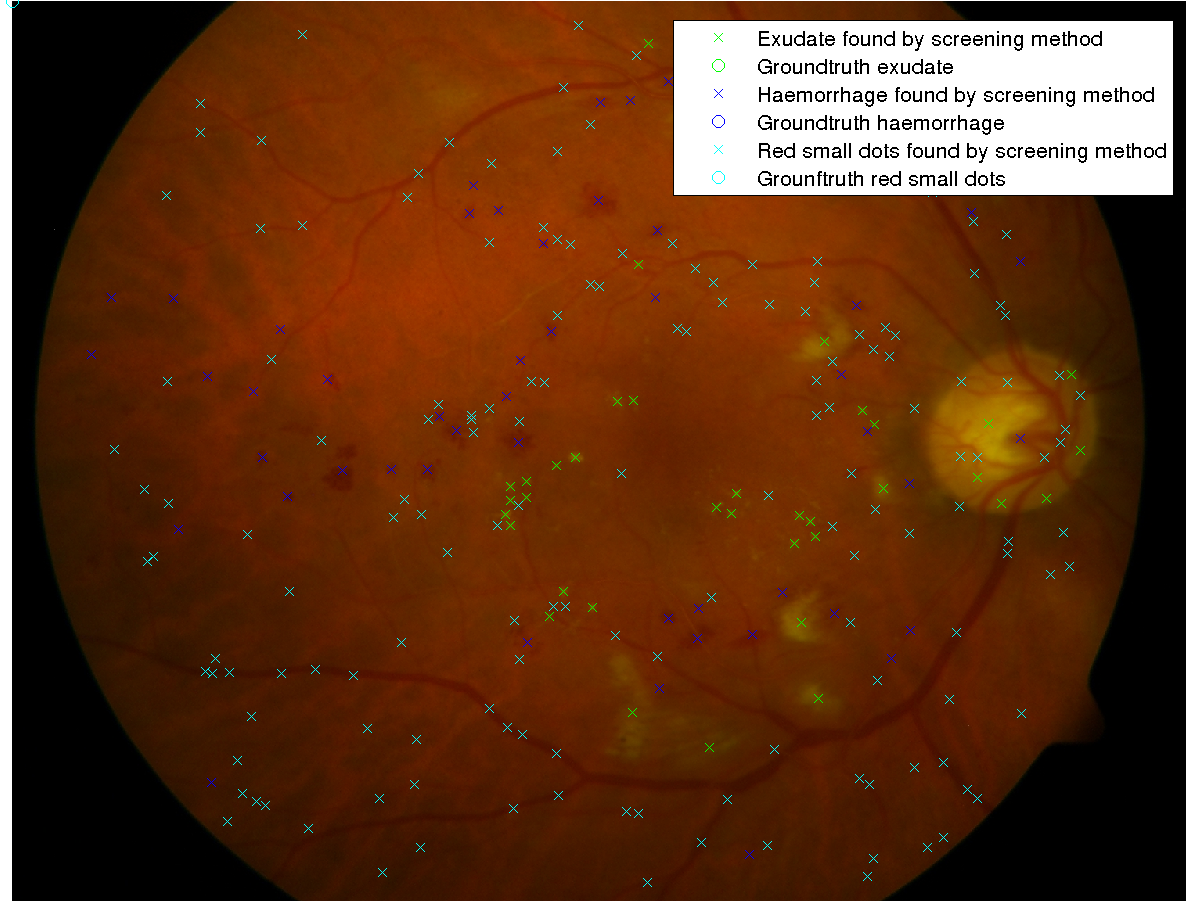 Exudate found by screening method
Groundtruth exudate
Haemorrhage found by screening method
Groundtruth haemorrhage
Red small dots found by screening method
Grounftruth red small dots